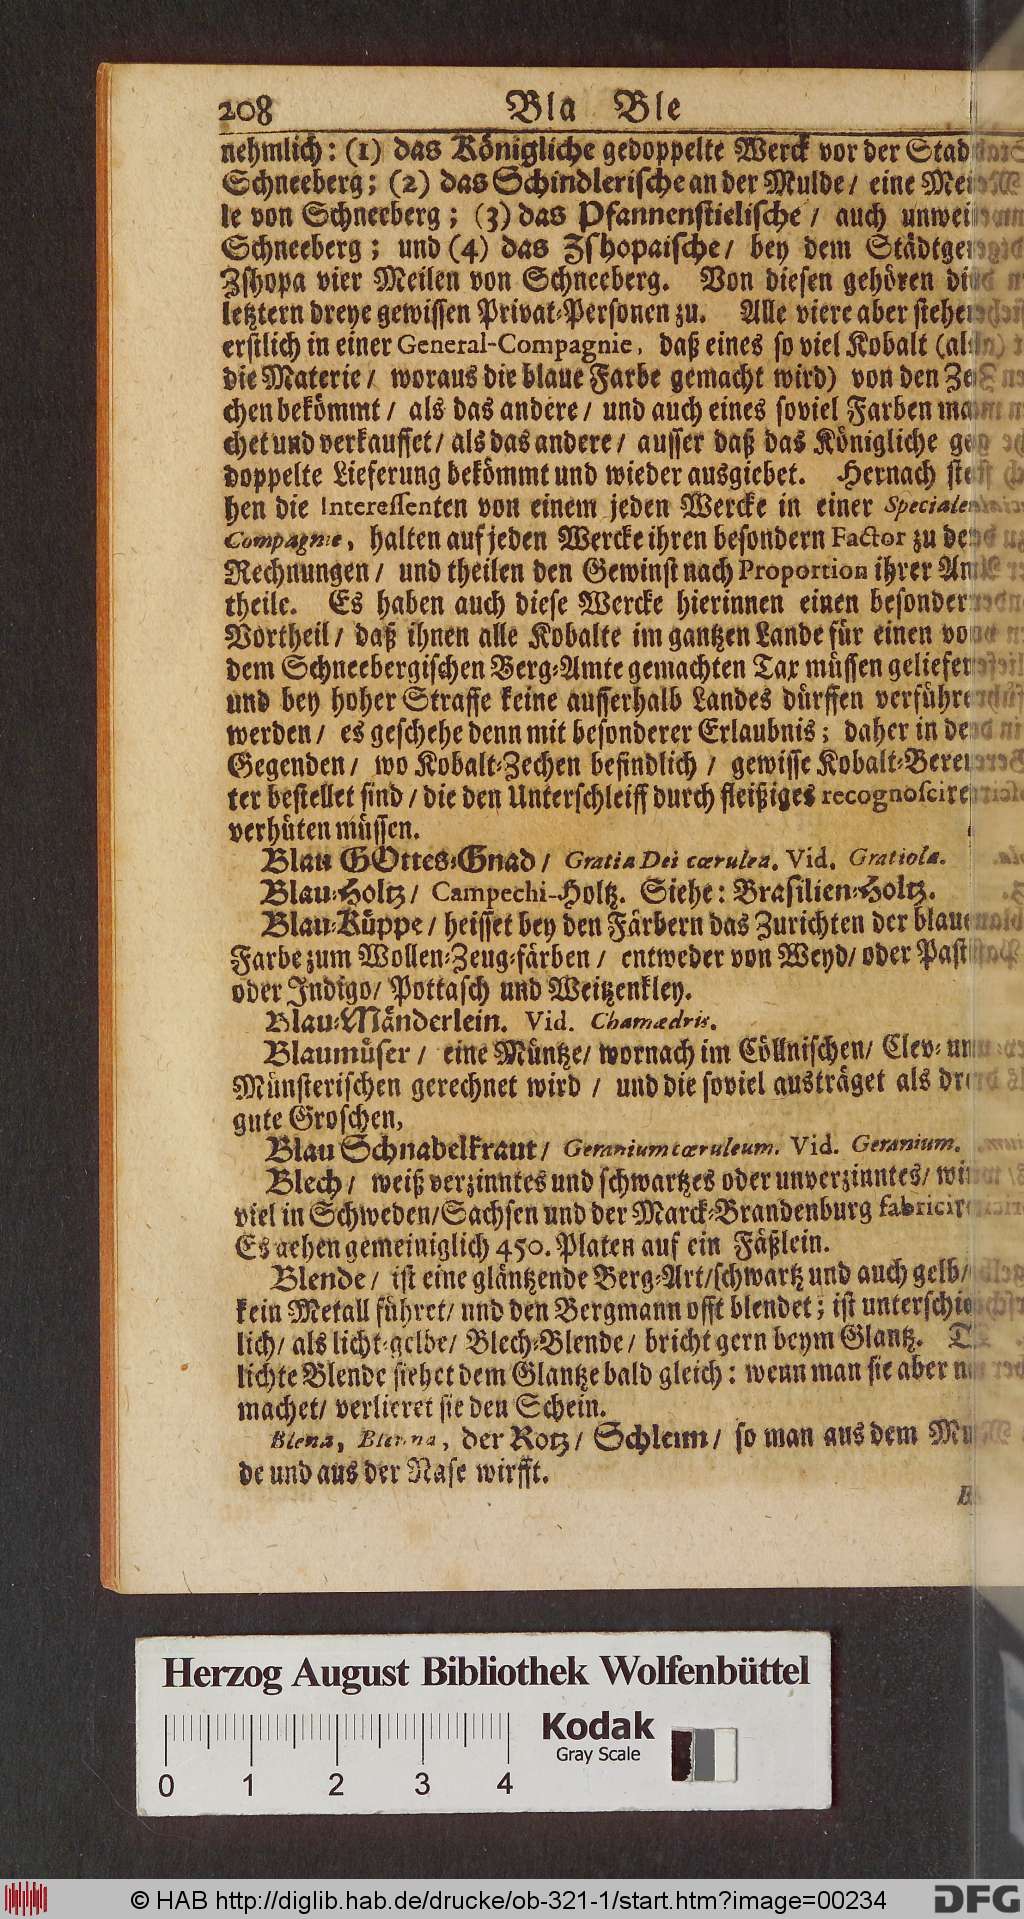 208 Bla Ble
nehmlich: (1) das Königliche gedoppelte Werck vor der Stad
Schneeberg; (2) das Schindlerische an der Mulde/ eine Mei
le von Schneeberg; (3) das Pfannenstielische/ auch unwei
Schneeberg; und (4) das Zshopaische/ bey dem Städtgen
Zshopa vier Meilen von Schneeberg. Von diesen gehören die
letztern dreye gewissen Privat-Personen zu. Alle viere aber stehen
erstlich in einer General-Compagnie, daß eines so viel Kobalt (als
die Materie/ woraus die blaue Farbe gemacht wird) von den Ze
chen bekömmt/ als das andere/ und auch eines soviel Farben ma
chet und verkauffet/ als das andere/ ausser daß das Königliche ge
doppelte Lieferung bekömmt und wieder ausgiebet. Hernach ste
hen die Interessenten von einem jeden Wercke in einer Specialen
Compagnie, halten auf jeden Wercke ihren besondern Factor zu den
Rechnungen/ und theilen den Gewinst nach Proportion ihrer An
theile. Es haben auch diese Wercke hierinnen einen besondern
Vortheil/ daß ihnen alle Kobalte im gantzen Lande für einen von
dem Schneebergischen Berg-Amte gemachten Tax müssen geliefert
und bey hoher Straffe keine ausserhalb Landes dürffen verführet
werden/ es geschehe denn mit besonderer Erlaubnis; daher in den
Gegenden/ wo Kobalt-Zechen befindlich/ gewisse Kobalt-Berei
ter bestellet sind/ die den Unterschleiff durch fleißiges recognosciren
verhüten müssen.
Blau GOttes-Gnad/ Gratia Dei cœrulea. Vid. Gratiola.
Blau-Holtz/ Campechi-Holtz. Siehe: Brasilien-Holtz.
Blau-Küppe/ heisset bey den Färbern das Zurichten der blauen
Farbe zum Wollen-Zeug-färben/ entweder von Weyd/ oder Past
oder Indigo/ Pottasch und Weitzenkley.
Blau-Mänderlein. Vid. Chamædris.
Blaumüser/ eine Müntze/ wornach im Cöllnischen/ Clev- un
Münsterischen gerechnet wird/ und die soviel austräget als drey
gute Groschen,
Blau Schnabelkraut/ Geranium cœruleum. Vid. Geranium.
Blech/ weiß verzinntes und schwartzes oder unverzinntes/ wird
viel in Schweden/ Sachsen und der Marck-Brandenburg fabriciret
Es gehen gemeiniglich 450. Platen auf ein Fäßlein.
Blende/ ist eine gläntzende Berg-Art/ schwartz und auch gelb/
kein Metall führet/ und den Bergmann offt blendet; ist unterschied
lich/ als licht-gelbe/ Blech-Blende/ bricht gern beym Glantz.
lichte Blende siehet dem Glantze bald gleich: wenn man sie aber
machet/ verlieret sie den Schein.
Blena, Blenna, der Rotz/ Schleim/ so man aus dem Mu
de und aus der Nase wirfft.
Herzog August Bibliothek Wolfenbüttel
0 1 2 3 4
Kodak
Gray Scale
© HAB http://diglib.hab.de/drucke/ob-321-1/start.htm?image=00234
DFG